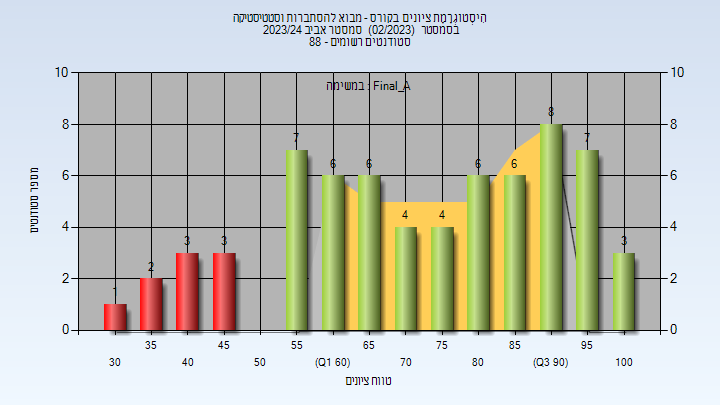 הִיסְטוֹגְרָמַת ציונים בקורס - מבוא להסתברות וסטטיסטיקה
בסמסטר (02/2023) סמסטר אביב 2023/24
סטודנטים רשומים - 88
במשימה : Final_A
מספר סטודנטים
10 10
8 8
6 6
4 4
2 2
0 0
1 2 3 3 7 6 6 4 4 6 6 8 7 3
35 45 55 65 75 85 95
30 40 50 (Q1 60) 70 80 (Q3 90) 100
טווח ציונים